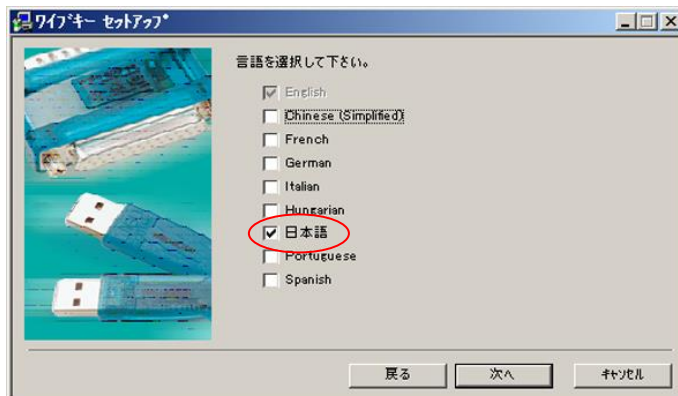 ワイブキー セットアップ
言語を選択して下さい。
English
Chinese (Simplified)
French
German
Italian
Hungarian
日本語
Portuguese
Spanish
戻る
次へ
キャンセル